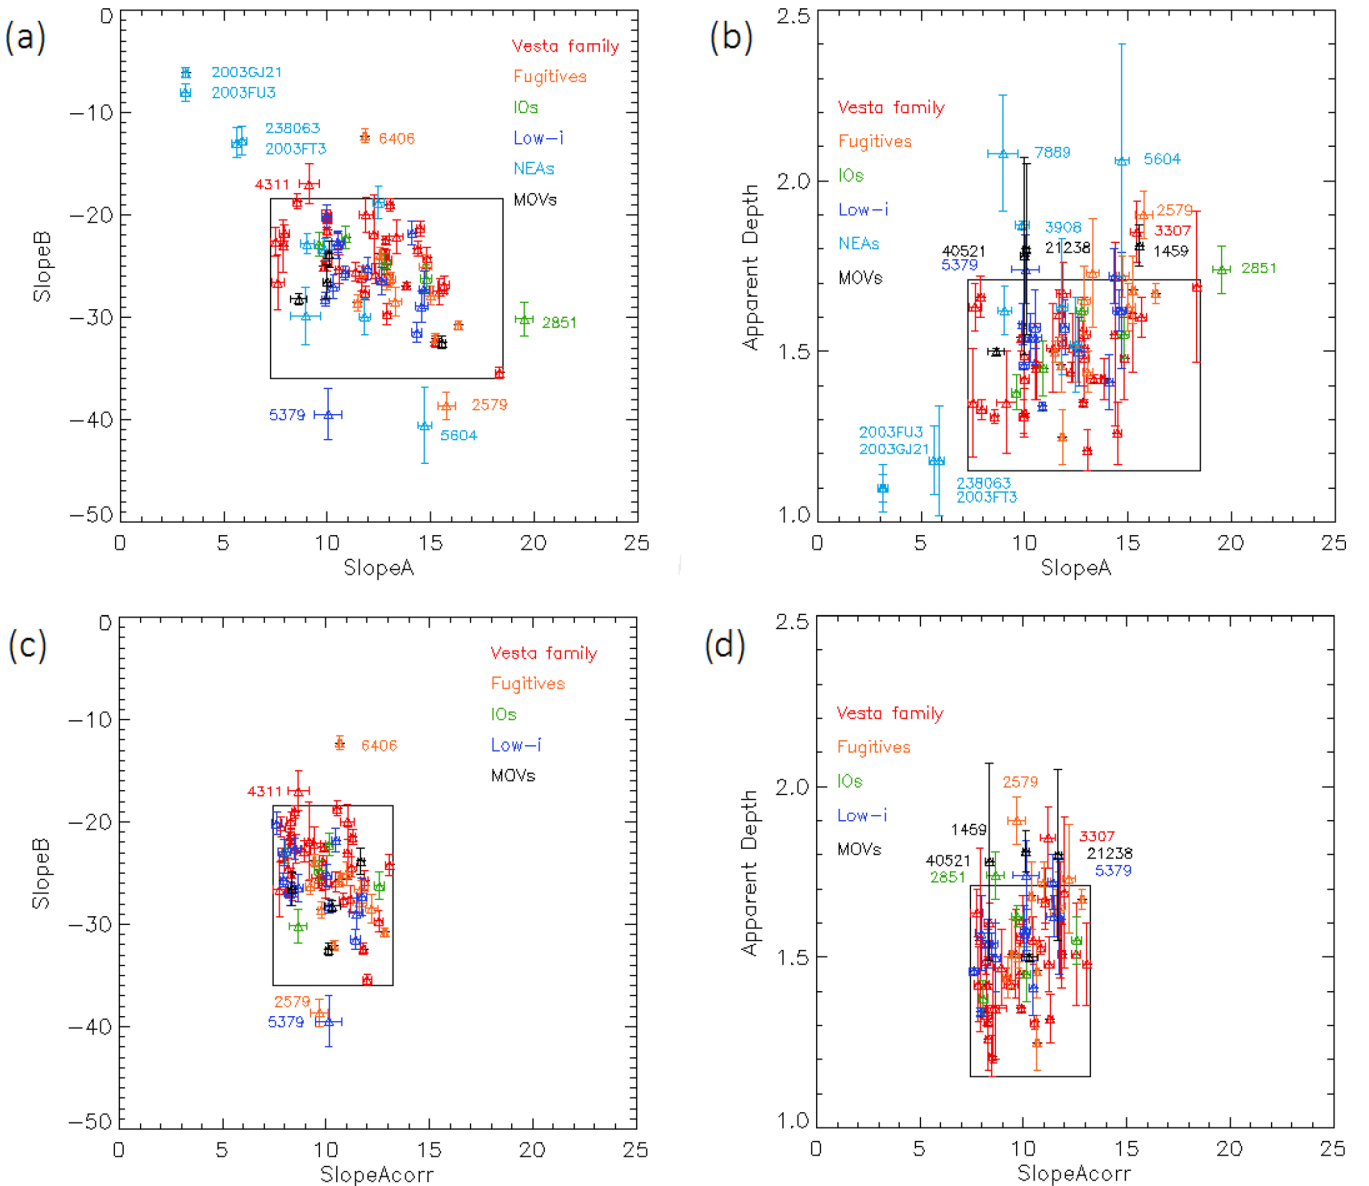 (a)
0
-10
-20
-30
-40
-50
SlopeB
2003GJ21
2003FU3
238063
2003FT3
6406
4311
5379
2579
5604
2851
Vesta family
Fugitives
IOs
Low-i
NEAs
MOVs
0
5
10
15
20
25
SlopeA
(b)
2.5
2.0
1.5
1.0
Apparent Depth
Vesta family
Fugitives
IOs
Low-i
NEAs
MOVs
7889
5604
2579
3908
3307
40521
21238
1459
5379
2851
2003FU3
2003GJ21
238063
2003FT3
0
5
10
15
20
25
SlopeA
(c)
0
-10
-20
-30
-40
-50
SlopeB
Vesta family
Fugitives
IOs
Low-i
MOVs
6406
4311
2579
5379
0
5
10
15
20
25
SlopeAcorr
(d)
2.5
2.0
1.5
1.0
Apparent Depth
Vesta family
Fugitives
IOs
Low-i
MOVs
2579
1459
3307
40521
21238
2851
5379
0
5
10
15
20
25
SlopeAcorr